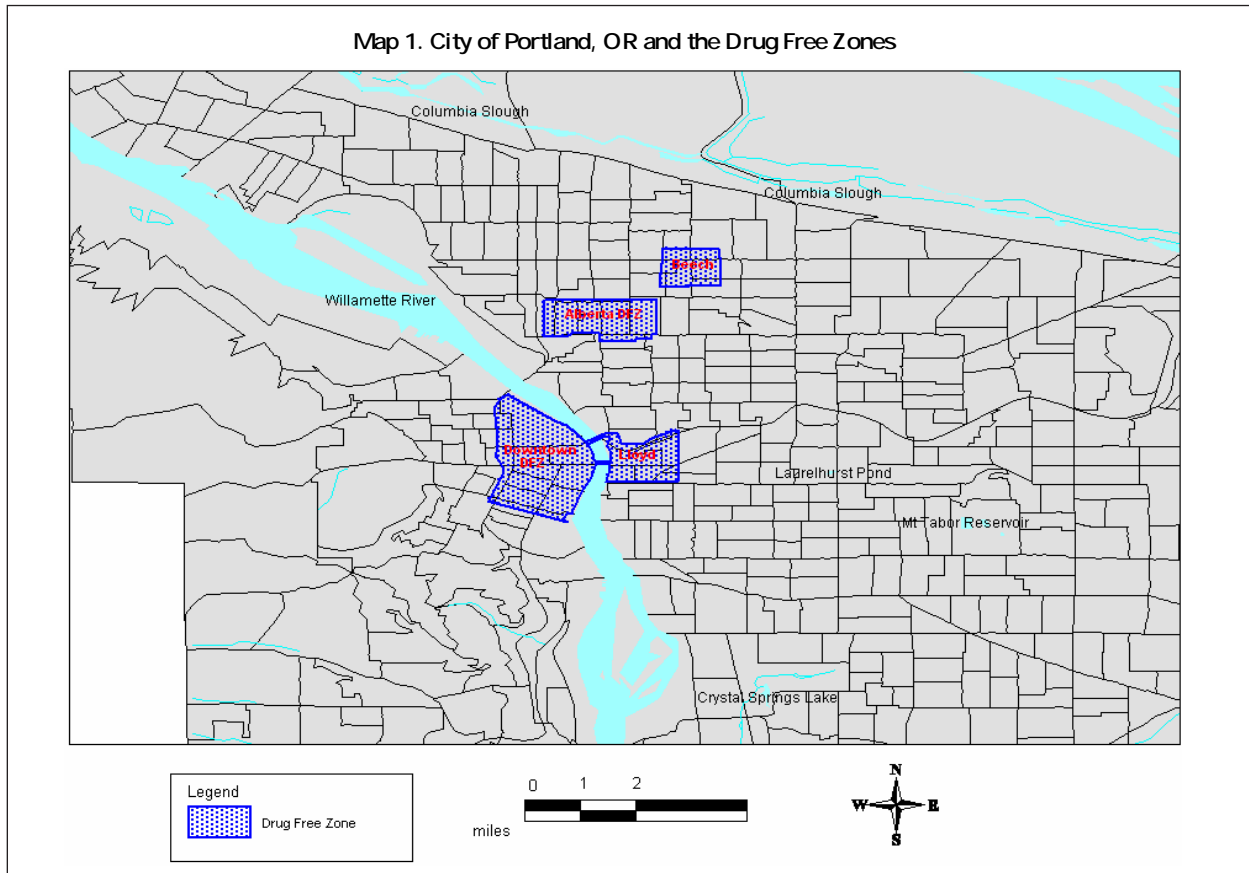 Map 1. City of Portland, OR and the Drug Free Zones
Columbia Slough
Columbia Slough
Beech
Willamette River
Alberta DFZ
Downtown
DFZ
Lloyd
Laurelhurst Pond
Mt Tabor Reservoir
Crystal Springs Lake
Legend
Drug Free Zone
0 1 2
miles
N
W E
S